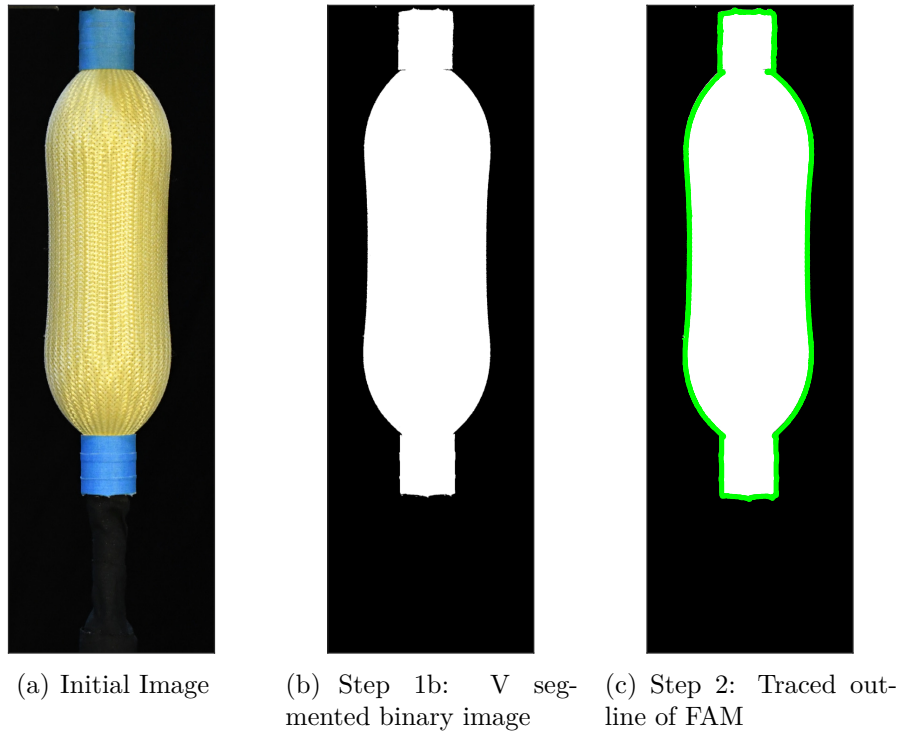 (a) Initial Image
(b) Step 1b: V seg-
mented binary image
(c) Step 2: Traced out-
line of FAM